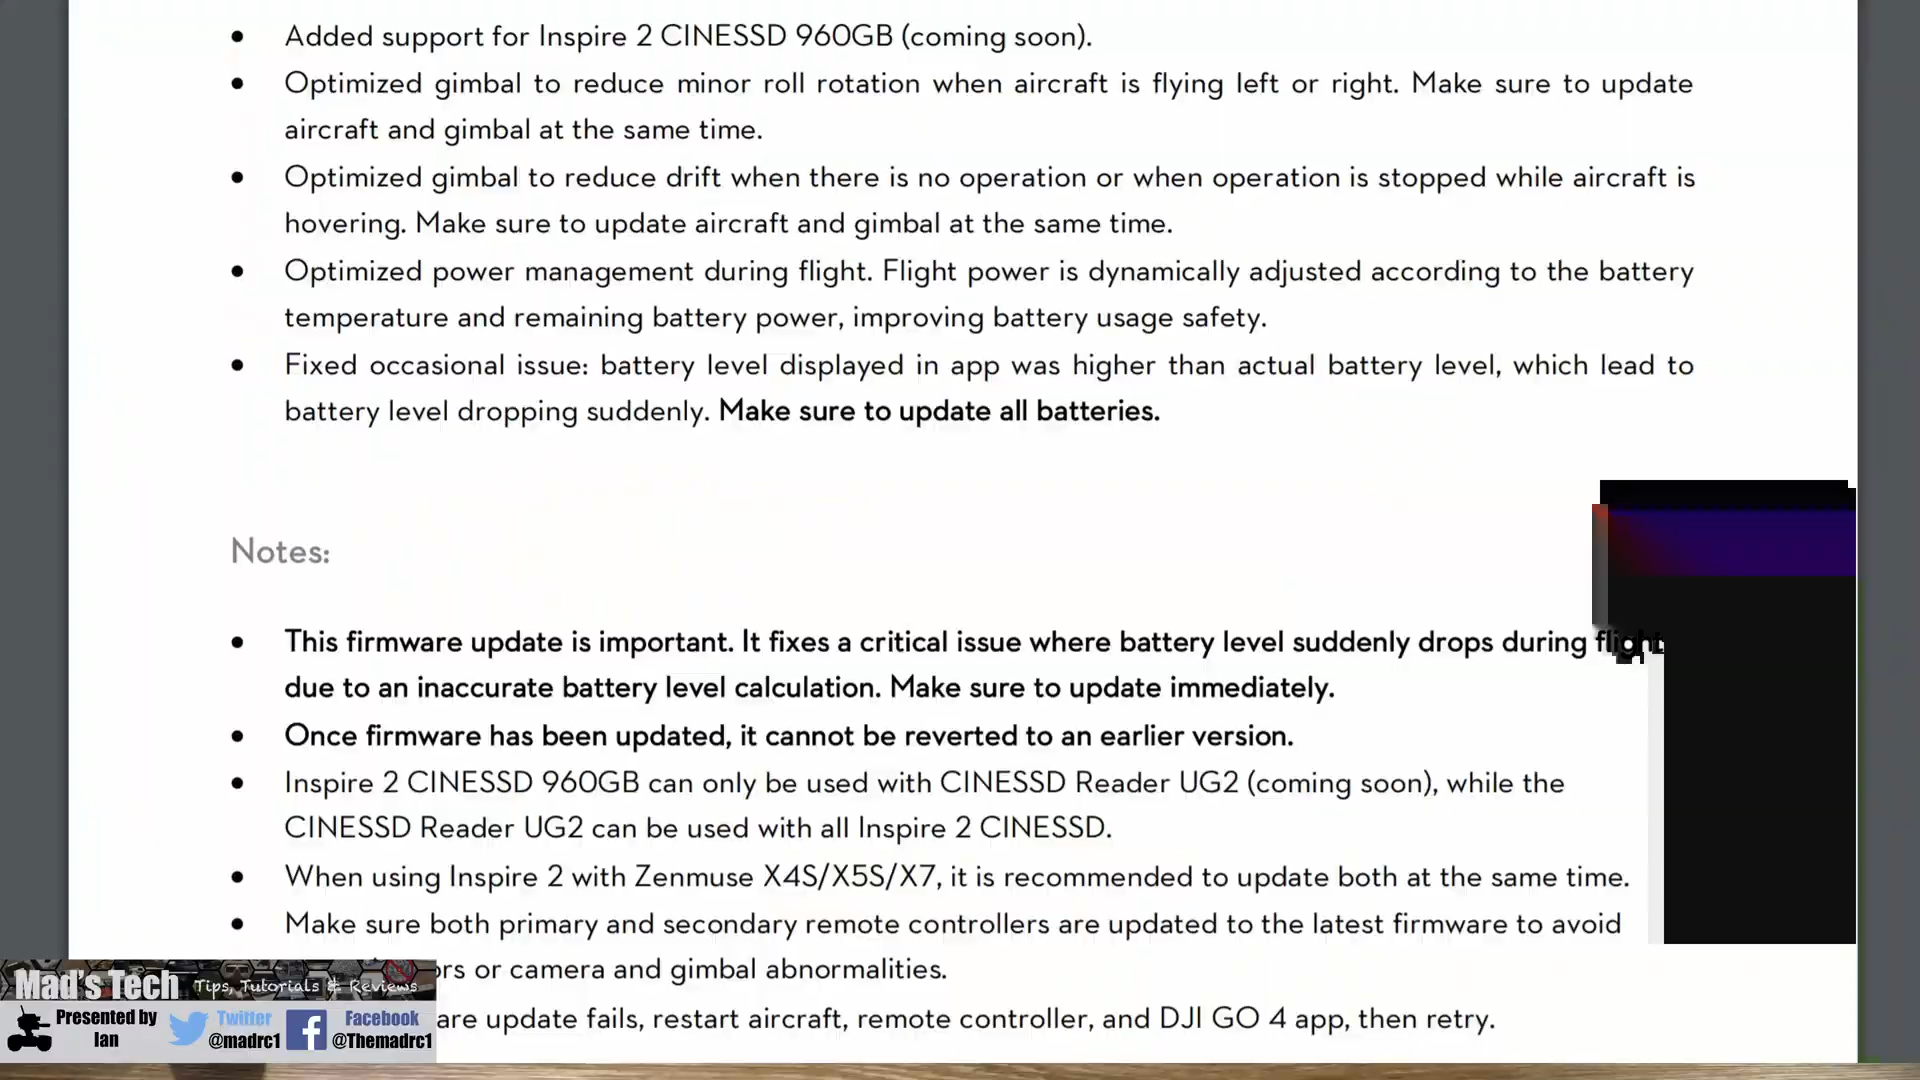 • Added support for Inspire 2 CINESSD 960GB (coming soon).
• Optimized gimbal to reduce minor roll rotation when aircraft is flying left or right. Make sure to update
aircraft and gimbal at the same time.
• Optimized gimbal to reduce drift when there is no operation or when operation is stopped while aircraft is
hovering. Make sure to update aircraft and gimbal at the same time.
• Optimized power management during flight. Flight power is dynamically adjusted according to the battery
temperature and remaining battery power, improving battery usage safety.
• Fixed occasional issue: battery level displayed in app was higher than actual battery level, which lead to
battery level dropping suddenly. Make sure to update all batteries.
Notes:
• This firmware update is important. It fixes a critical issue where battery level suddenly drops during flight
due to an inaccurate battery level calculation. Make sure to update immediately.
• Once firmware has been updated, it cannot be reverted to an earlier version.
• Inspire 2 CINESSD 960GB can only be used with CINESSD Reader UG2 (coming soon), while the
CINESSD Reader UG2 can be used with all Inspire 2 CINESSD.
• When using Inspire 2 with Zenmuse X4S/X5S/X7, it is recommended to update both at the same time.
• Make sure both primary and secondary remote controllers are updated to the latest firmware to avoid
or camera and gimbal abnormalities.
update fails, restart aircraft, remote controller, and DJI GO 4 app, then retry.
Mad's Tech Tips, Tutorials & Reviews
Presented by Ian
Twitter @madrc1
Facebook @Themadrc1